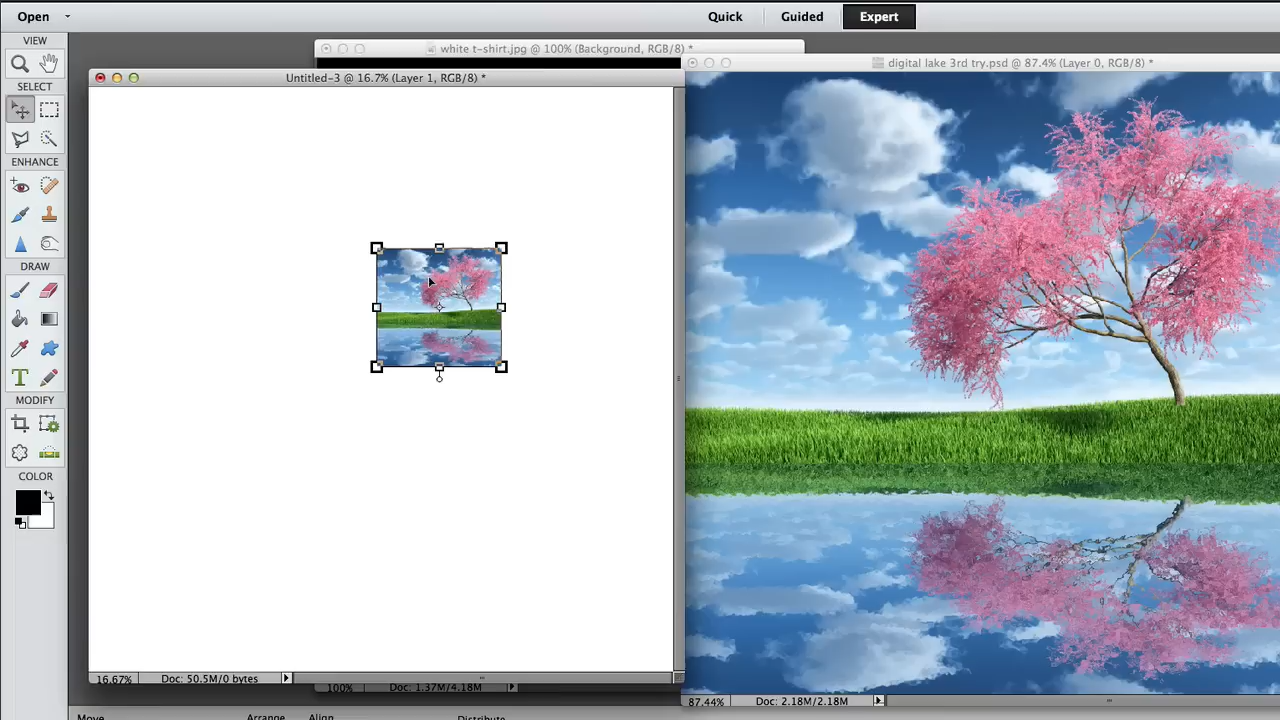 Open
Quick
Guided
Expert
VIEW
SELECT
ENHANCE
DRAW
T
MODIFY
COLOR
white t-shirt.jpg @ 100% (Background, RGB/8) *
Untitled-3 @ 16.7% (Layer 1, RGB/8) *
digital lake 3rd try.psd @ 87.4% (Layer 0, RGB/8) *
16.67%
Doc: 50.5M/0 bytes
100%
Doc: 1.37M/4.18M
87.44%
Doc: 2.18M/2.18M
Move
Arrange
Align
Distribute